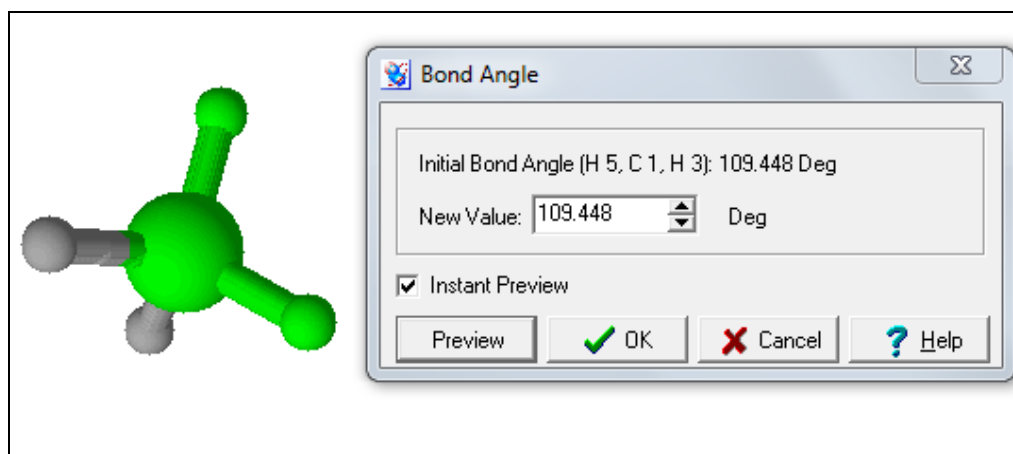 Bond Angle
Initial Bond Angle (H 5, C 1, H 3): 109.448 Deg
New Value: 109.448 Deg
Instant Preview
Preview OK Cancel Help